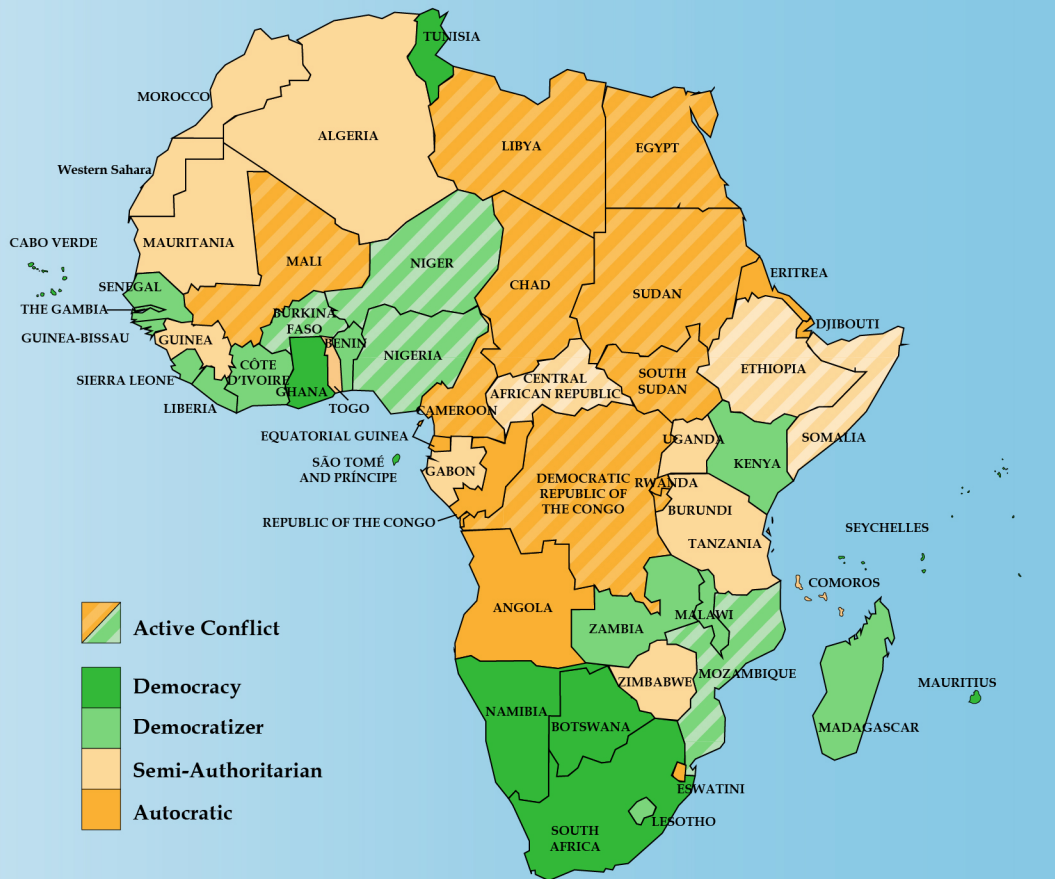 TUNISIA
MOROCCO
ALGERIA
LIBYA
EGYPT
Western Sahara
MAURITANIA
CABO VERDE
MALI
NIGER
CHAD
SUDAN
ERITREA
SENEGAL
THE GAMBIA
GUINEA-BISSAU
GUINEA
BURKINA
FASO
BENIN
NIGERIA
DJIBOUTI
SIERRA LEONE
CÔTE
D'IVOIRE
GHANA
LIBERIA
TOGO
CAMEROON
CENTRAL
AFRICAN REPUBLIC
SOUTH
SUDAN
ETHIOPIA
SOMALIA
EQUATORIAL GUINEA
SÃO TOMÉ
AND PRÍNCIPE
GABON
UGANDA
KENYA
REPUBLIC OF THE CONGO
DEMOCRATIC
REPUBLIC OF
THE CONGO
RWANDA
BURUNDI
TANZANIA
SEYCHELLES
COMOROS
ANGOLA
ZAMBIA
MALAWI
MOZAMBIQUE
ZIMBABWE
NAMIBIA
BOTSWANA
MADAGASCAR
MAURITIUS
ESWATINI
LESOTHO
SOUTH
AFRICA
Active Conflict
Democracy
Democratizer
Semi-Authoritarian
Autocratic